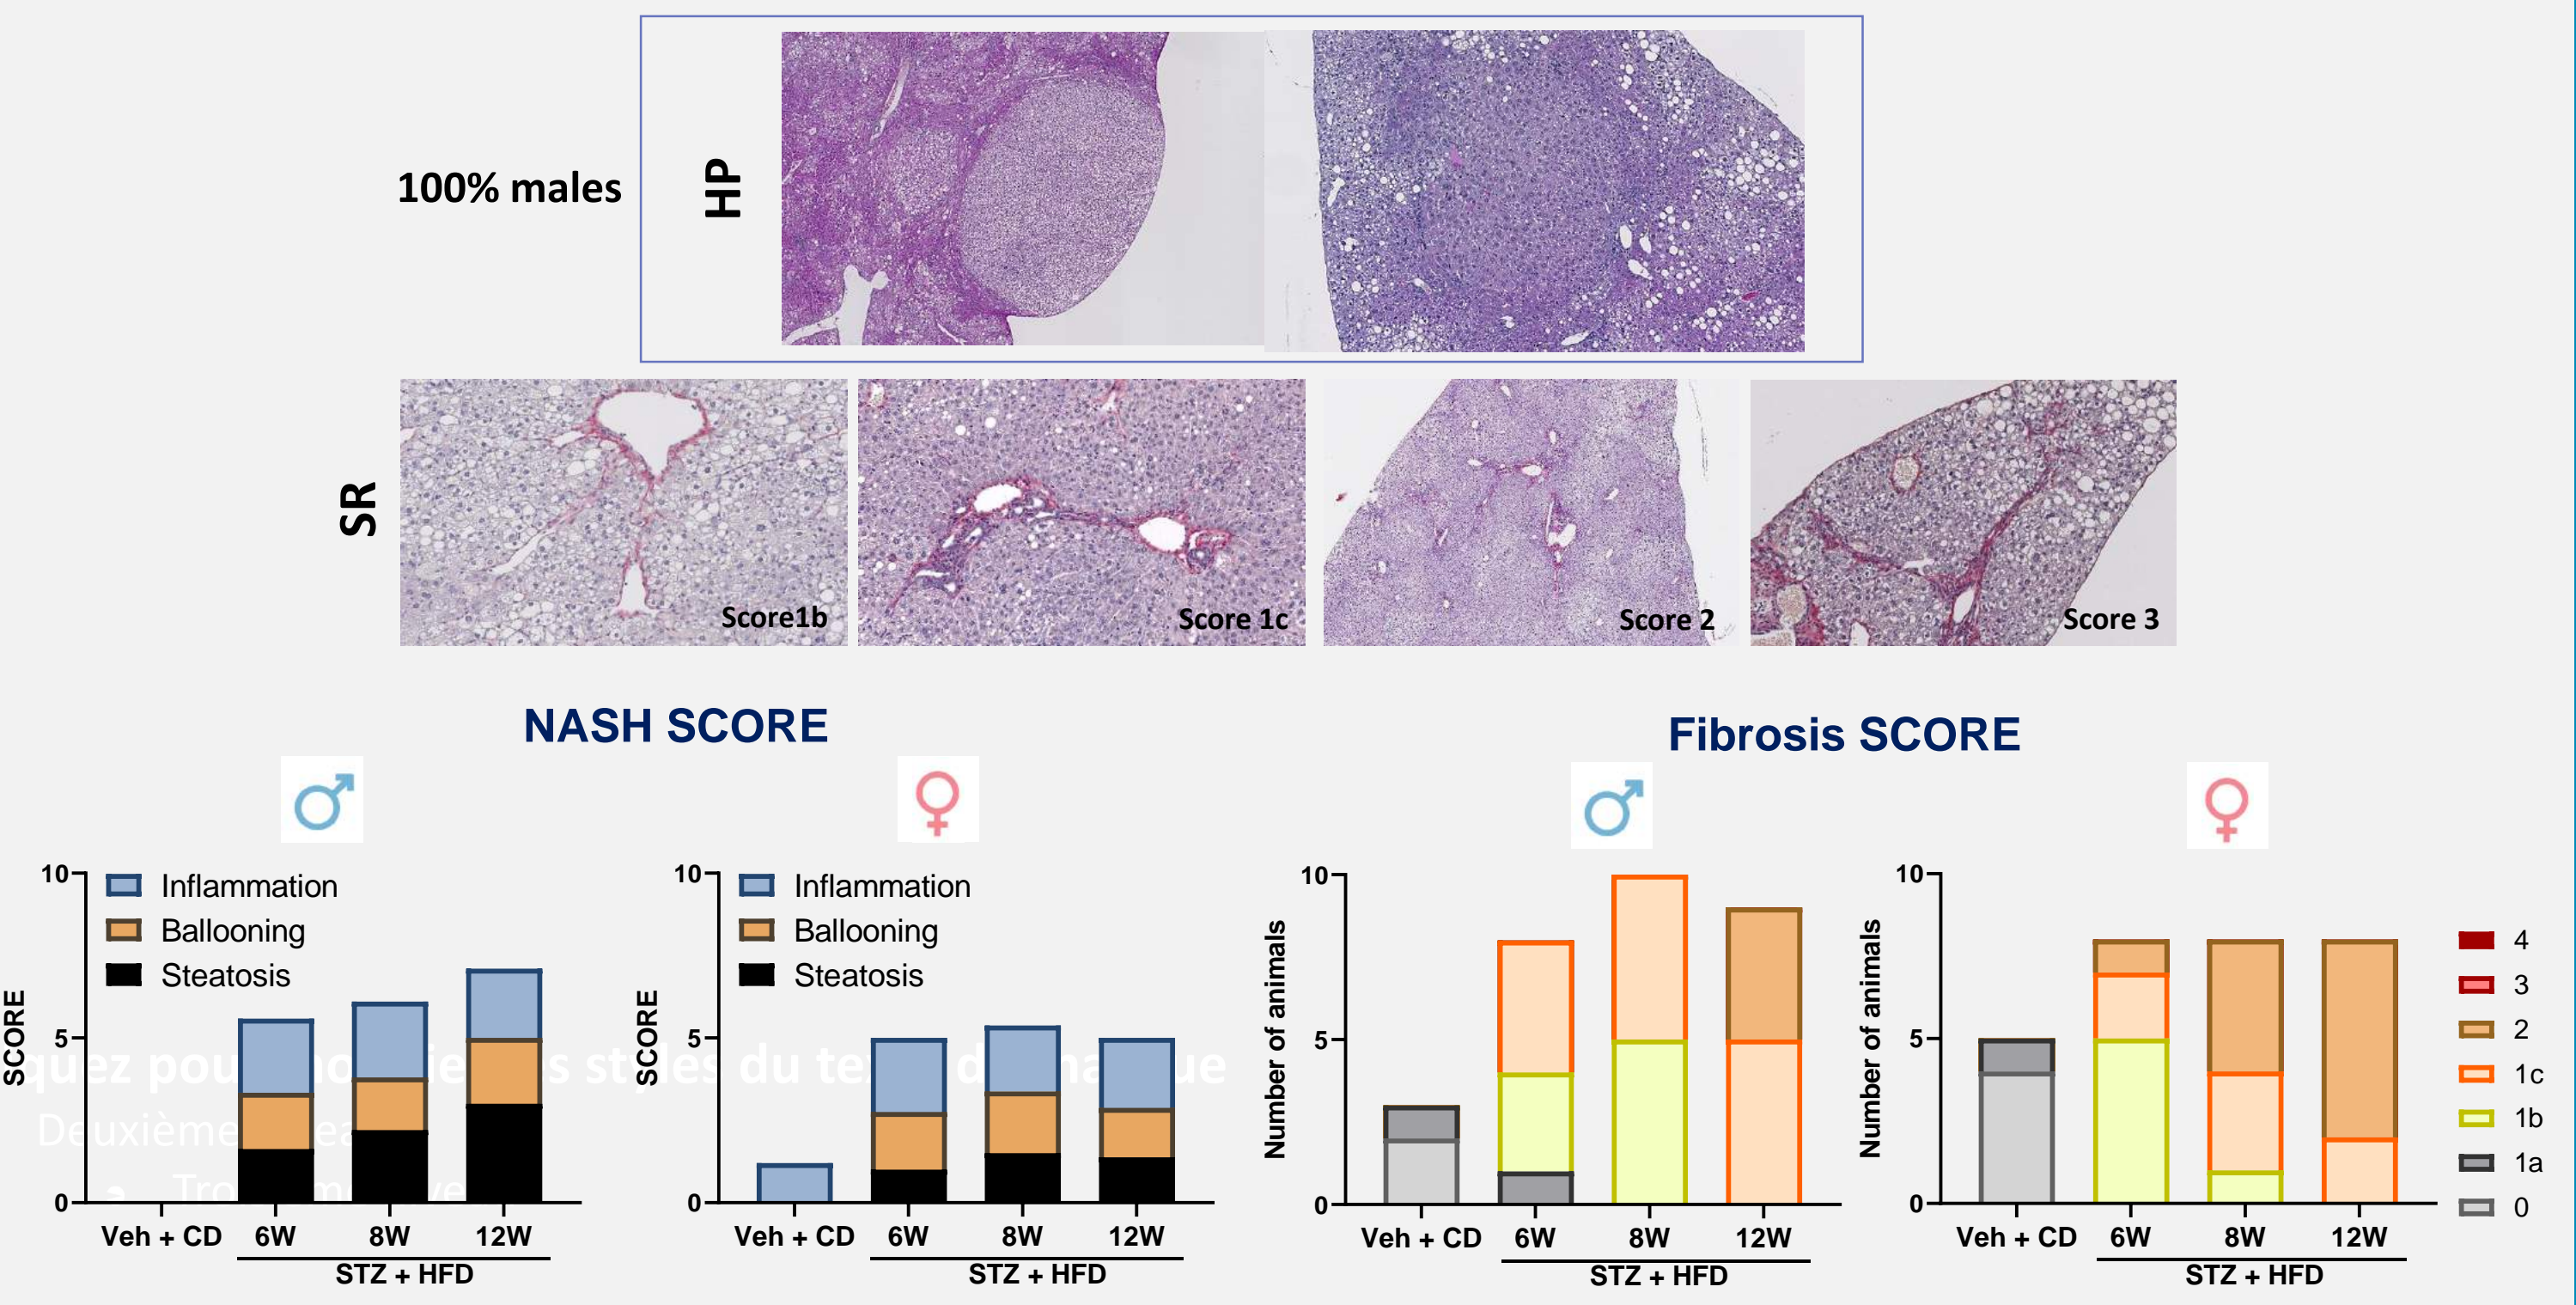 100% males
HP
SR
Score1b
Score 1c
Score 2
Score 3
NASH SCORE
Fibrosis SCORE
10
5
0
SCORE
Inflammation
Ballooning
Steatosis
Veh + CD
6W
8W
12W
STZ + HFD
10
5
0
SCORE
Inflammation
Ballooning
Steatosis
Veh + CD
6W
8W
12W
STZ + HFD
10
5
0
Number of animals
Veh + CD
6W
8W
12W
STZ + HFD
10
5
0
Number of animals
Veh + CD
6W
8W
12W
STZ + HFD
4
3
2
1c
1b
1a
0
styles du